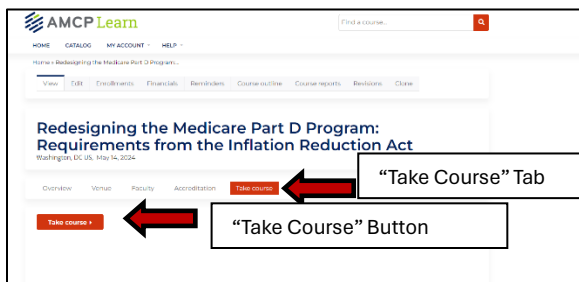 AMCP Learn
Find a course...
HOME CATALOG MY ACCOUNT HELP
Home » Redesigning the Medicare Part D Program...
View Edit Enrollments Financials Reminders Course outline Course reports Revisions Clone
Redesigning the Medicare Part D Program:
Requirements from the Inflation Reduction Act
Washington, DC US, May 14, 2024
Overview Venue Faculty Accreditation Take course
“Take Course” Tab
Take course ›
“Take Course” Button